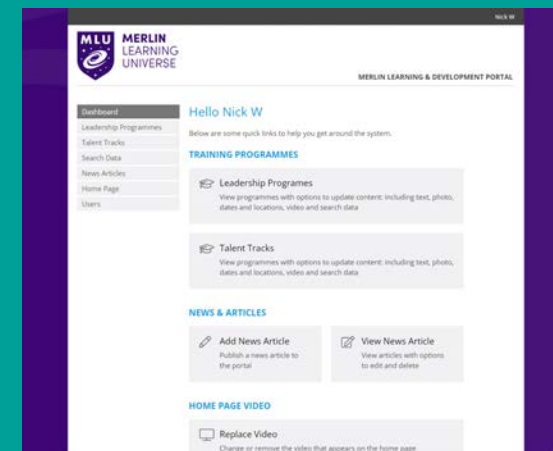 Nick W
MLU
MERLIN
LEARNING
UNIVERSE
MERLIN LEARNING & DEVELOPMENT PORTAL
Dashboard
Leadership Programmes
Talent Tracks
Search Data
News Articles
Home Page
Users
Hello Nick W
Below are some quick links to help you get around the system.
TRAINING PROGRAMMES
Leadership Programes
View programmes with options to update content: including text, photo,
dates and locations, video and search data
Talent Tracks
View programmes with options to update content: including text, photo,
dates and locations, video and search data
NEWS & ARTICLES
Add News Article
Publish a news article to
the portal
View News Article
View articles with options
to edit and delete
HOME PAGE VIDEO
Replace Video
Change or remove the video that appears on the home page